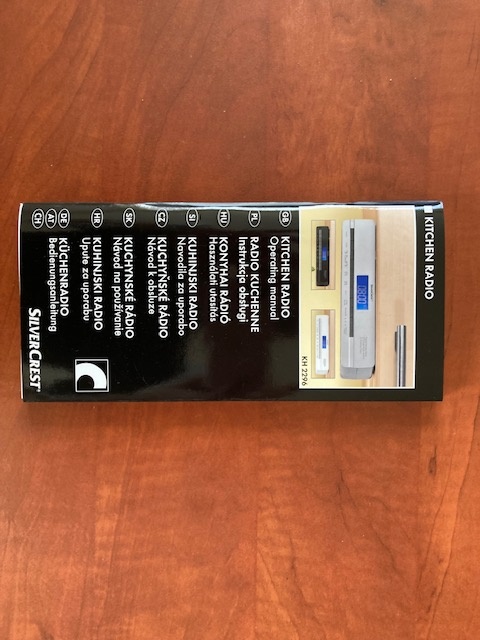 KITCHEN RADIO
18:00
KH 2296
GB KITCHEN RADIO
Operating manual
PL RADIO KUCHENNE
Instrukcja obsługi
HU KONYHAI RÁDIÓ
Használati utasítás
SI KUHINJSKI RADIO
Navodila za uporabo
CZ KUCHYŇSKÉ RÁDIO
Návod k obsluze
SK KUCHYNSKÉ RÁDIO
Návod na používanie
HR KUHINJSKI RADIO
Upute za uporabu
DE AT CH KÜCHENRADIO
Bedienungsanleitung
SILVERCREST®